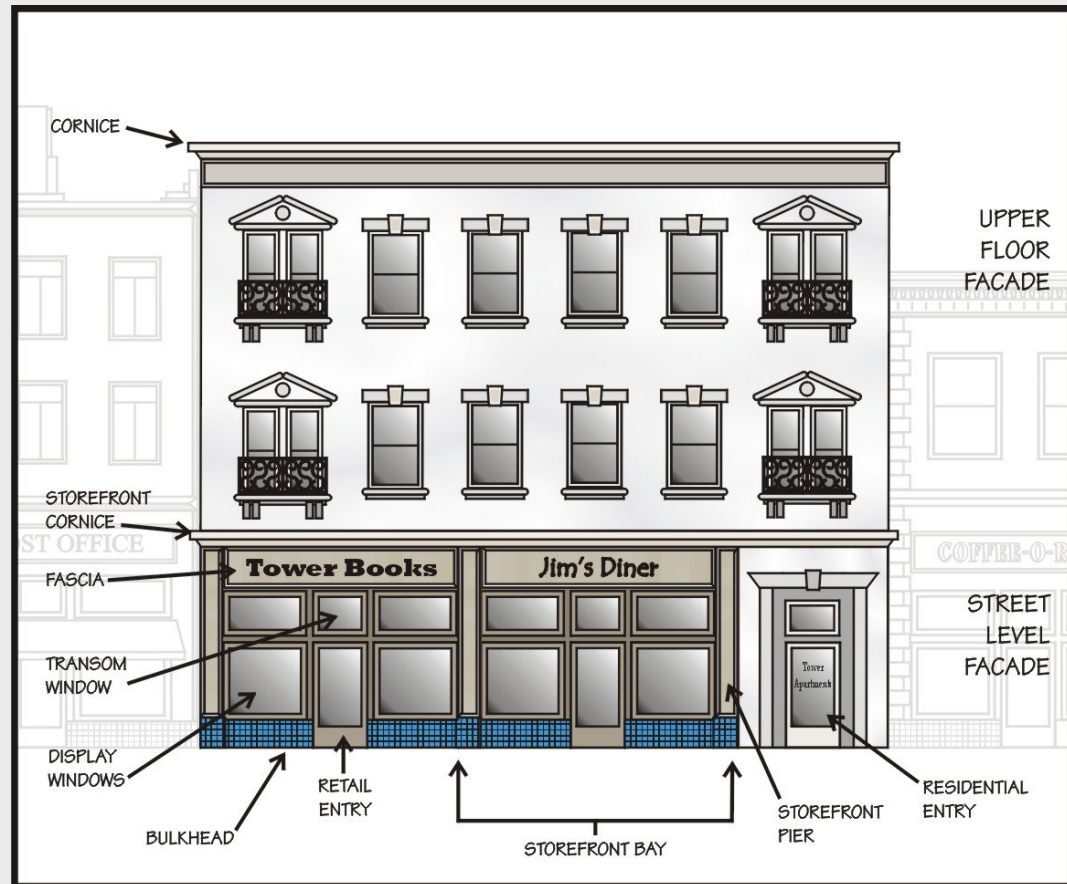 CORNICE
UPPER
FLOOR
FACADE
STOREFRONT
CORNICE
ST OFFICE
COFFEE-O-R
FASCIA
Tower Books
Jim's Diner
STREET
LEVEL
FACADE
TRANSOM
WINDOW
Tower
Apartments
DISPLAY
WINDOWS
RETAIL
ENTRY
BULKHEAD
STOREFRONT BAY
STOREFRONT
PIER
RESIDENTIAL
ENTRY